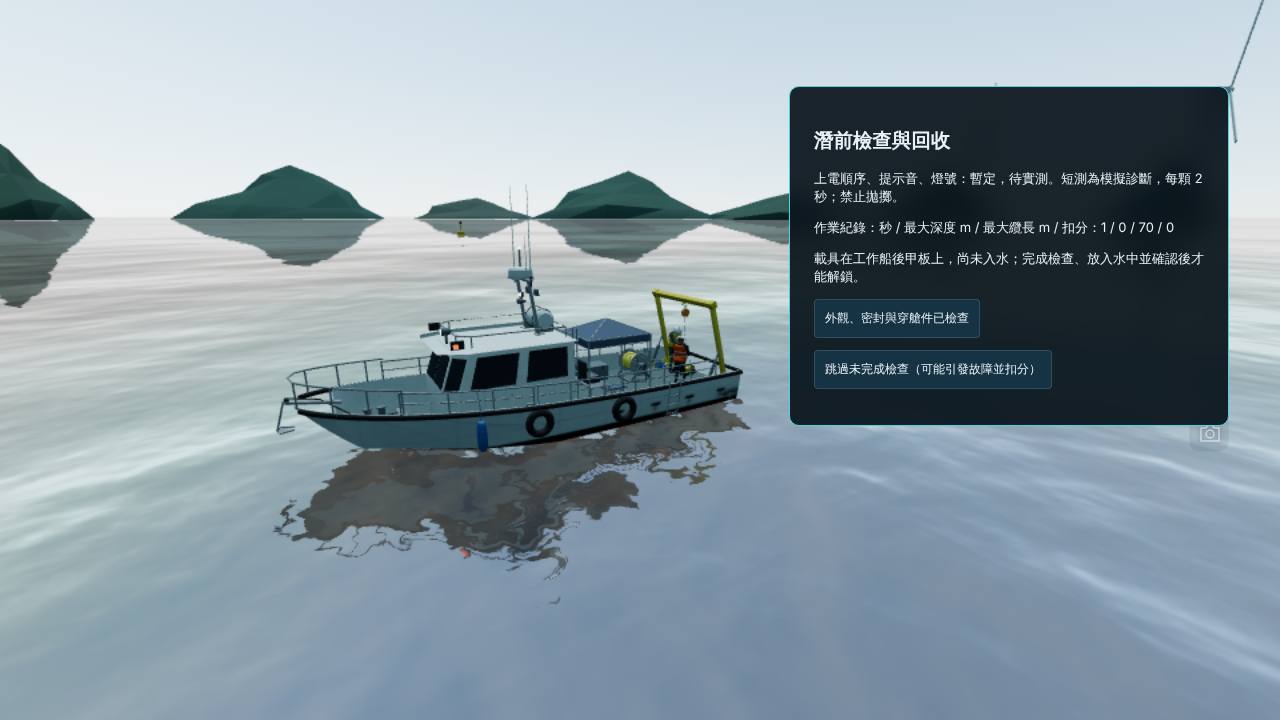 潛前檢查與回收
上電順序、提示音、燈號：暫定，待實測。短測為模擬診斷，每顆 2
秒；禁止拋擲。
作業紀錄：秒 / 最大深度 m / 最大纜長 m / 扣分：1 / 0 / 70 / 0
載具在工作船後甲板上，尚未入水；完成檢查、放入水中並確認後才
能解鎖。
外觀、密封與穿艙件已檢查
跳過未完成檢查（可能引發故障並扣分）